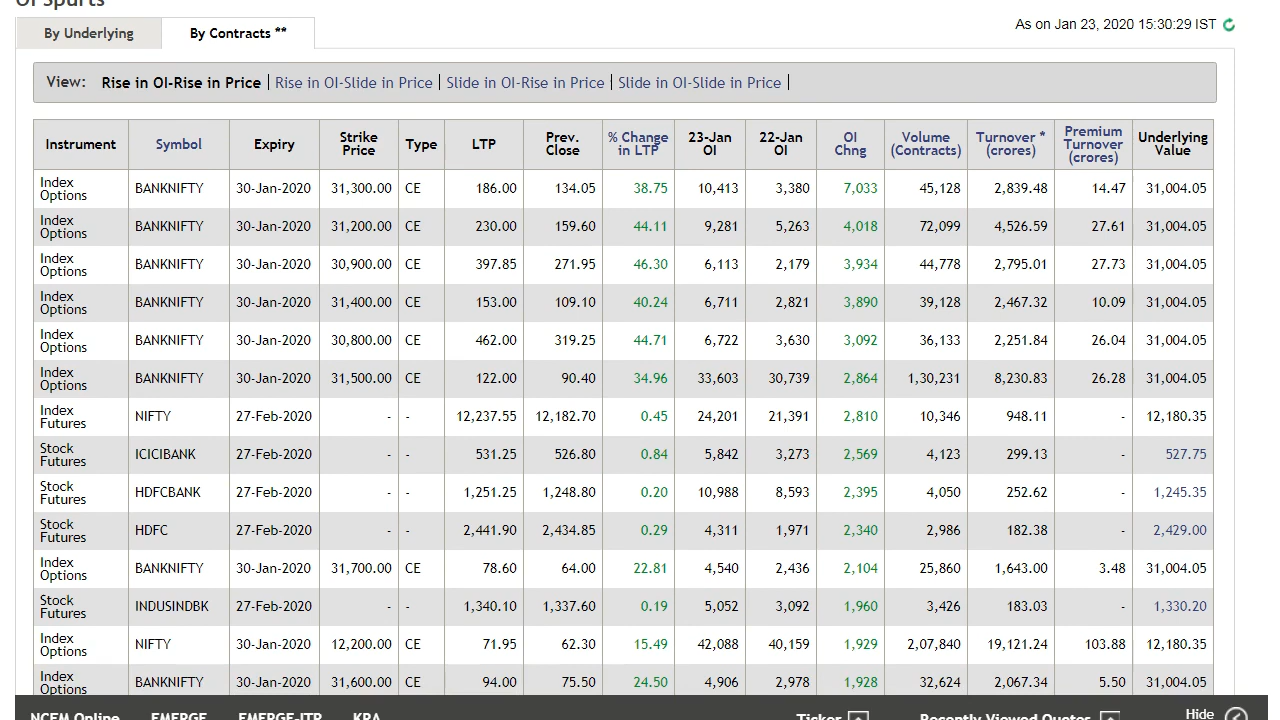 OI Spurts
By Underlying By Contracts ** As on Jan 23, 2020 15:30:29 IST
View: Rise in OI-Rise in Price | Rise in OI-Slide in Price | Slide in OI-Rise in Price | Slide in OI-Slide in Price |
Instrument Symbol Expiry Strike Price Type LTP Prev. Close % Change in LTP 23-Jan OI 22-Jan OI OI Chng Volume (Contracts) Turnover * (crores) Premium Turnover (crores) Underlying Value
Index Options BANKNIFTY 30-Jan-2020 31,300.00 CE 186.00 134.05 38.75 10,413 3,380 7,033 45,128 2,839.48 14.47 31,004.05
Index Options BANKNIFTY 30-Jan-2020 31,200.00 CE 230.00 159.60 44.11 9,281 5,263 4,018 72,099 4,526.59 27.61 31,004.05
Index Options BANKNIFTY 30-Jan-2020 30,900.00 CE 397.85 271.95 46.30 6,113 2,179 3,934 44,778 2,795.01 27.73 31,004.05
Index Options BANKNIFTY 30-Jan-2020 31,400.00 CE 153.00 109.10 40.24 6,711 2,821 3,890 39,128 2,467.32 10.09 31,004.05
Index Options BANKNIFTY 30-Jan-2020 30,800.00 CE 462.00 319.25 44.71 6,722 3,630 3,092 36,133 2,251.84 26.04 31,004.05
Index Options BANKNIFTY 30-Jan-2020 31,500.00 CE 122.00 90.40 34.96 33,603 30,739 2,864 1,30,231 8,230.83 26.28 31,004.05
Index Futures NIFTY 27-Feb-2020 - - 12,237.55 12,182.70 0.45 24,201 21,391 2,810 10,346 948.11 - 12,180.35
Stock Futures ICICIBANK 27-Feb-2020 - - 531.25 526.80 0.84 5,842 3,273 2,569 4,123 299.13 - 527.75
Stock Futures HDFCBANK 27-Feb-2020 - - 1,251.25 1,248.80 0.20 10,988 8,593 2,395 4,050 252.62 - 1,245.35
Stock Futures HDFC 27-Feb-2020 - - 2,441.90 2,434.85 0.29 4,311 1,971 2,340 2,986 182.38 - 2,429.00
Index Options BANKNIFTY 30-Jan-2020 31,700.00 CE 78.60 64.00 22.81 4,540 2,436 2,104 25,860 1,643.00 3.48 31,004.05
Stock Futures INDUSINDBK 27-Feb-2020 - - 1,340.10 1,337.60 0.19 5,052 3,092 1,960 3,426 183.03 - 1,330.20
Index Options NIFTY 30-Jan-2020 12,200.00 CE 71.95 62.30 15.49 42,088 40,159 1,929 2,07,840 19,121.24 103.88 12,180.35
Index Options BANKNIFTY 30-Jan-2020 31,600.00 CE 94.00 75.50 24.50 4,906 2,978 1,928 32,624 2,067.34 5.50 31,004.05
NCFM Online EMERGE EMERGE-ITP KRA Ticker Recently Viewed Quotes Hide